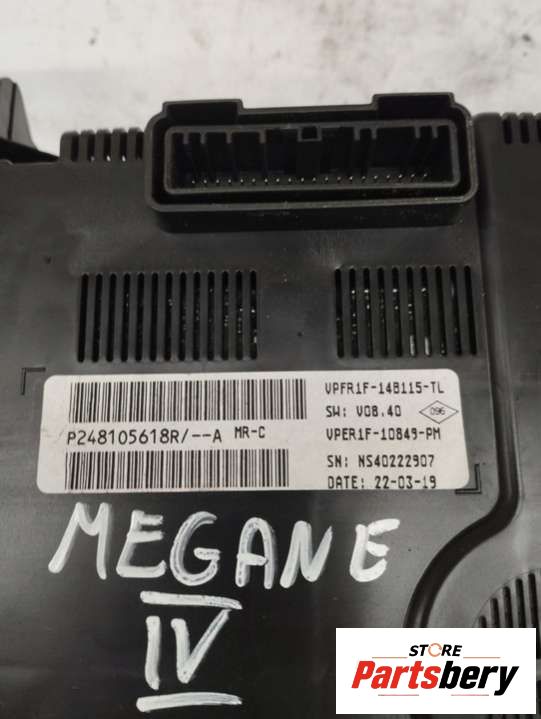 VPFR1F-14B115-TL
SW: V08.40
096
P248105618R/--A MR-C
VPER1F-10849-PM
SN: NS40222907
DATE: 22-03-19
MEGANE
IV
STORE
Partsbery